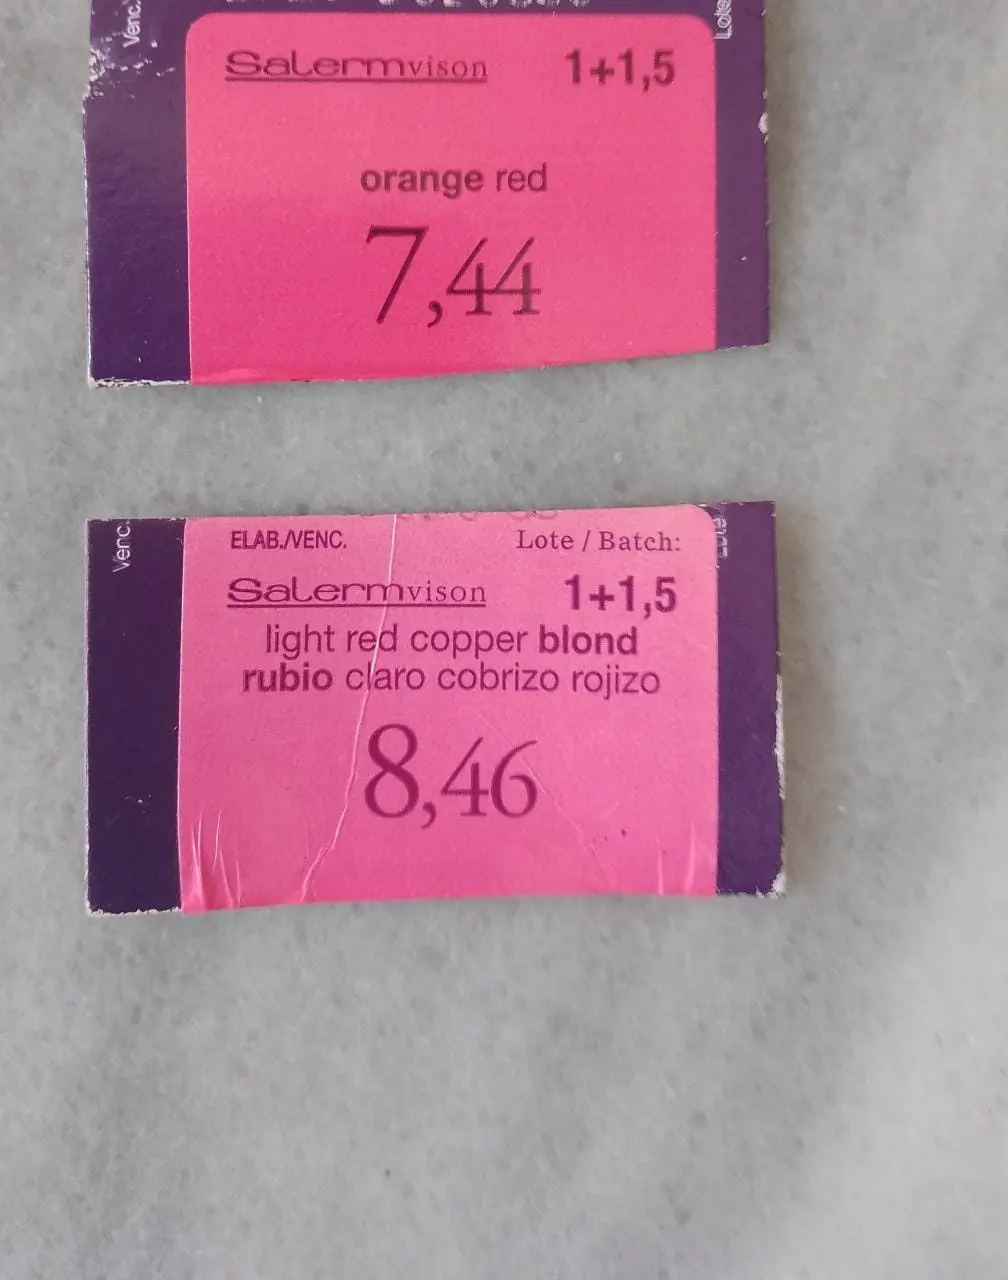 Venc.
Lote
Salermvison 1+1,5
orange red
7,44
Venc.
ELAB./VENC. Lote / Batch:
Lote
Salermvison 1+1,5
light red copper blond
rubio claro cobrizo rojizo
8,46